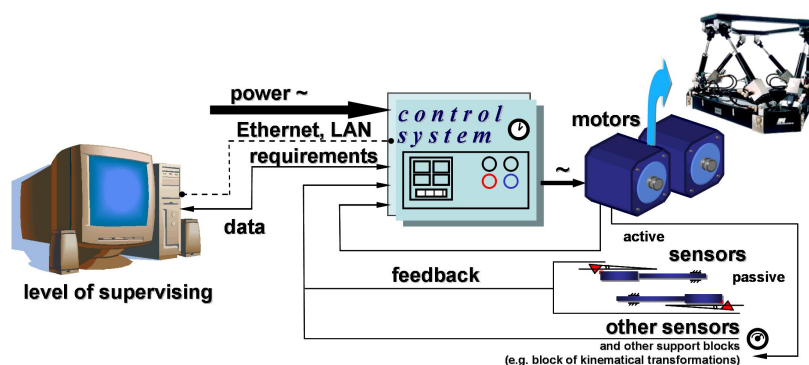 power ~
control
system
motors
Ethernet, LAN
requirements
~
data
active
sensors
feedback
passive
level of supervising
other sensors
and other support blocks
(e.g. block of kinematical transformations)